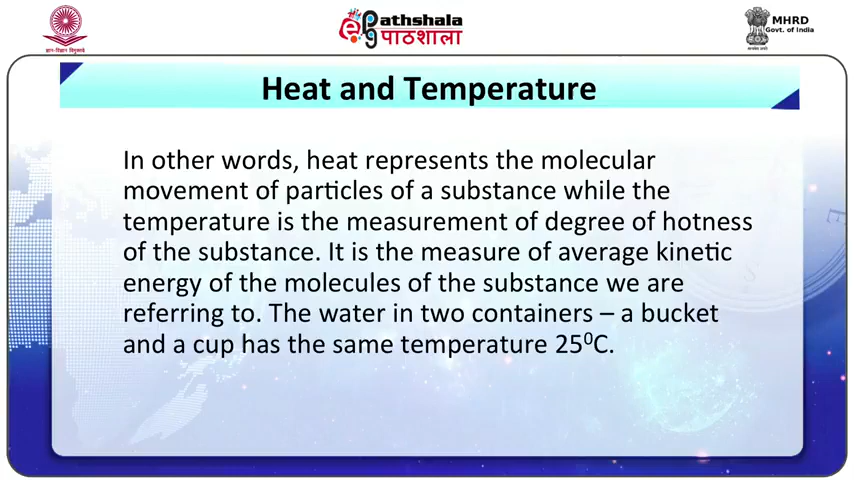 ज्ञान-विज्ञान विमुक्तये
ePathshala
पाठशाला
MHRD
Govt. of India
Heat and Temperature
In other words, heat represents the molecular
movement of particles of a substance while the
temperature is the measurement of degree of hotness
of the substance. It is the measure of average kinetic
energy of the molecules of the substance we are
referring to. The water in two containers – a bucket
and a cup has the same temperature 25⁰C.